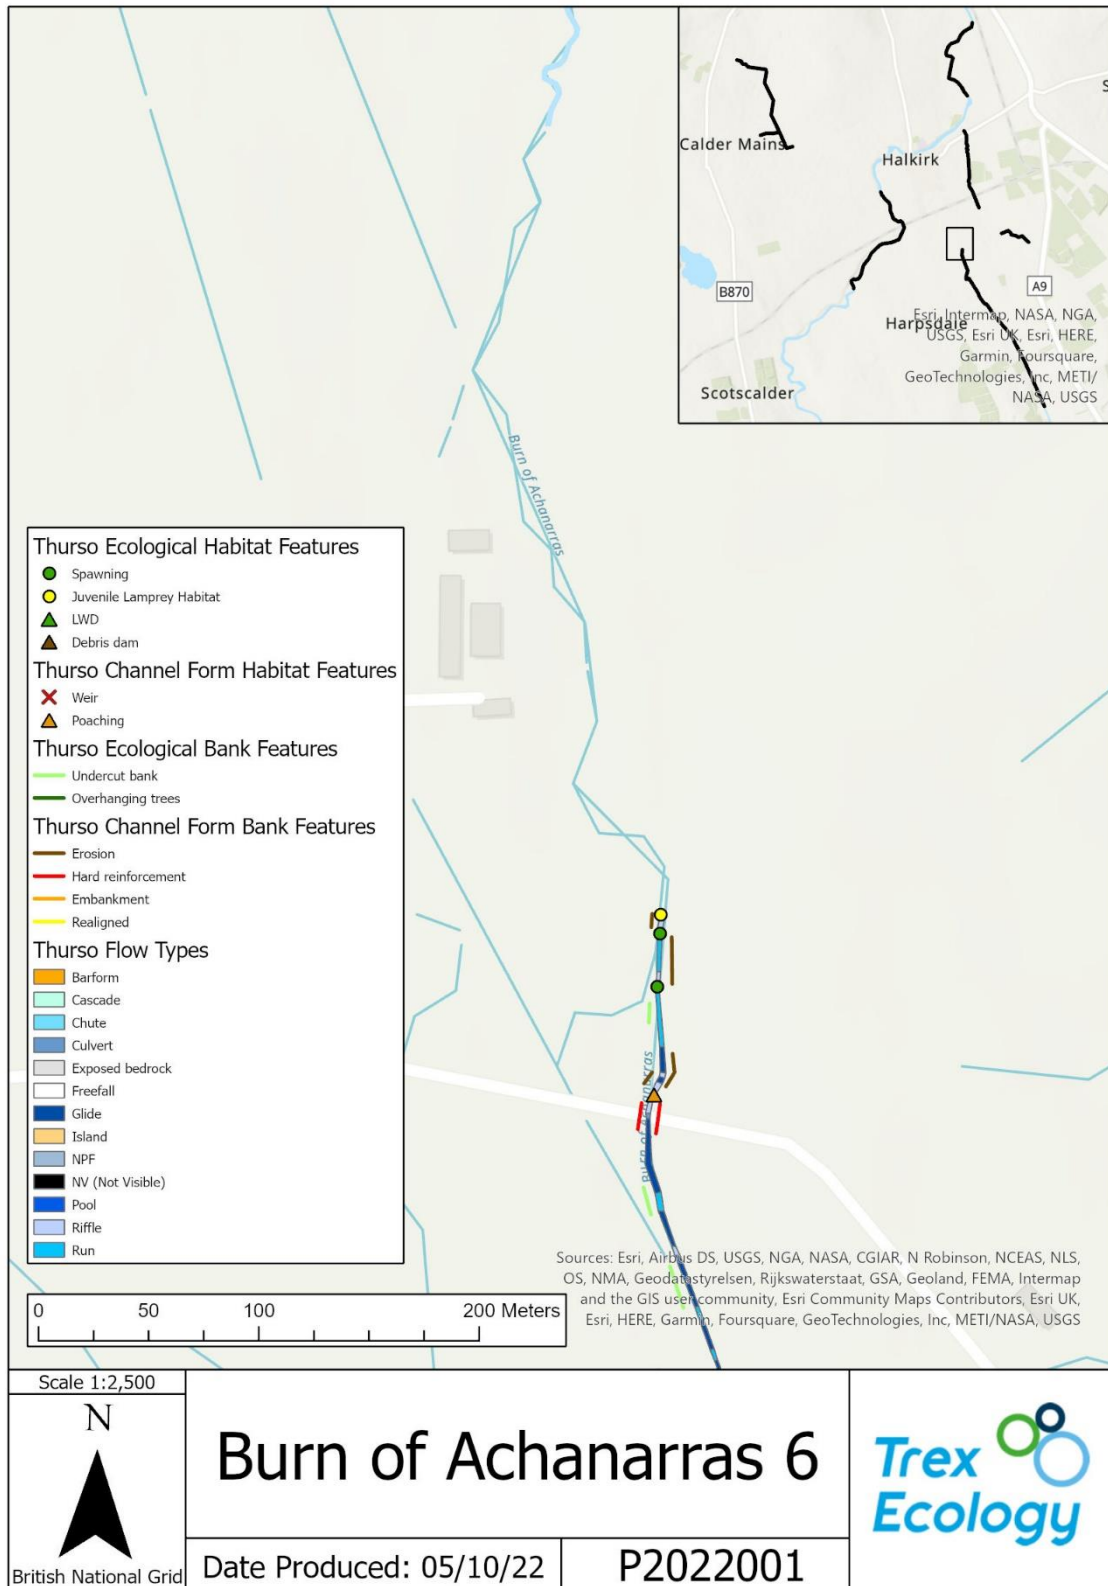 Calder Mains
Halkirk
B870
A9
Harpsdale
Scotscalder
Esri, Intermap, NASA, NGA,
USGS, Esri UK, Esri, HERE,
Garmin, Foursquare,
GeoTechnologies, Inc, METI/
NASA, USGS
Burn of Achanarras
Thurso Ecological Habitat Features
Spawning
Juvenile Lamprey Habitat
LWD
Debris dam
Thurso Channel Form Habitat Features
Weir
Poaching
Thurso Ecological Bank Features
Undercut bank
Overhanging trees
Thurso Channel Form Bank Features
Erosion
Hard reinforcement
Embankment
Realigned
Thurso Flow Types
Barform
Cascade
Chute
Culvert
Exposed bedrock
Freefall
Glide
Island
NPF
NV (Not Visible)
Pool
Riffle
Run
Burn of Achanarras
Sources: Esri, Airbus DS, USGS, NGA, NASA, CGIAR, N Robinson, NCEAS, NLS,
OS, NMA, Geodatastyrelsen, Rijkswaterstaat, GSA, Geoland, FEMA, Intermap
and the GIS user community, Esri Community Maps Contributors, Esri UK,
Esri, HERE, Garmin, Foursquare, GeoTechnologies, Inc, METI/NASA, USGS
0 50 100 200 Meters
Scale 1:2,500
N
British National Grid
Burn of Achanarras 6
Date Produced: 05/10/22
P2022001
Trex
Ecology